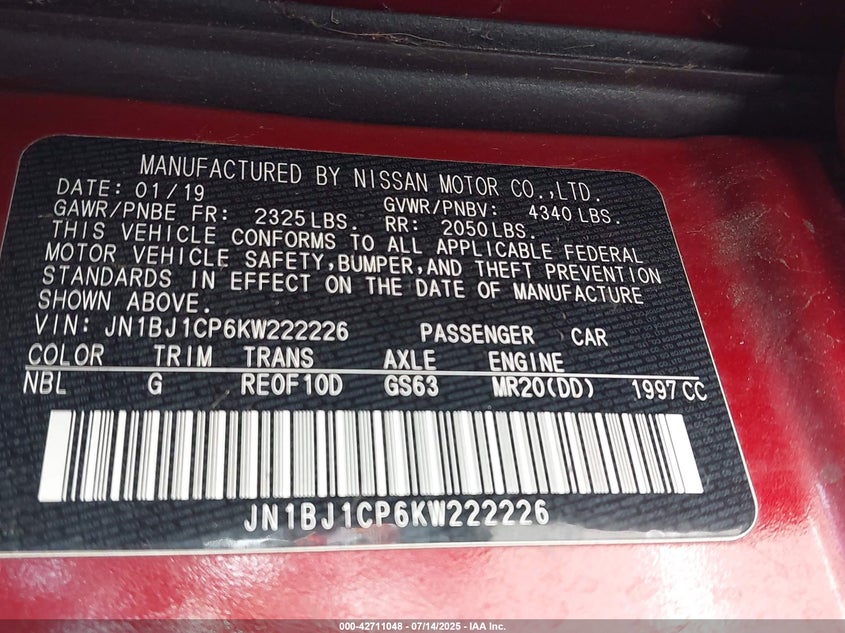 MANUFACTURED BY NISSAN MOTOR CO.,LTD.
DATE: 01/19 GVWR/PNBV: 4340 LBS.
GAWR/PNBE FR: 2325 LBS. RR: 2050 LBS.
THIS VEHICLE CONFORMS TO ALL APPLICABLE FEDERAL
MOTOR VEHICLE SAFETY,BUMPER,AND THEFT PREVENTION
STANDARDS IN EFFECT ON THE DATE OF MANUFACTURE
SHOWN ABOVE.
VIN: JN1BJ1CP6KW222226 PASSENGER CAR
COLOR TRIM TRANS AXLE ENGINE
NBL G RE0F10D GS63 MR20(DD) 1997 CC
JN1BJ1CP6KW222226
000-42711048 - 07/14/2025 - IAA Inc.